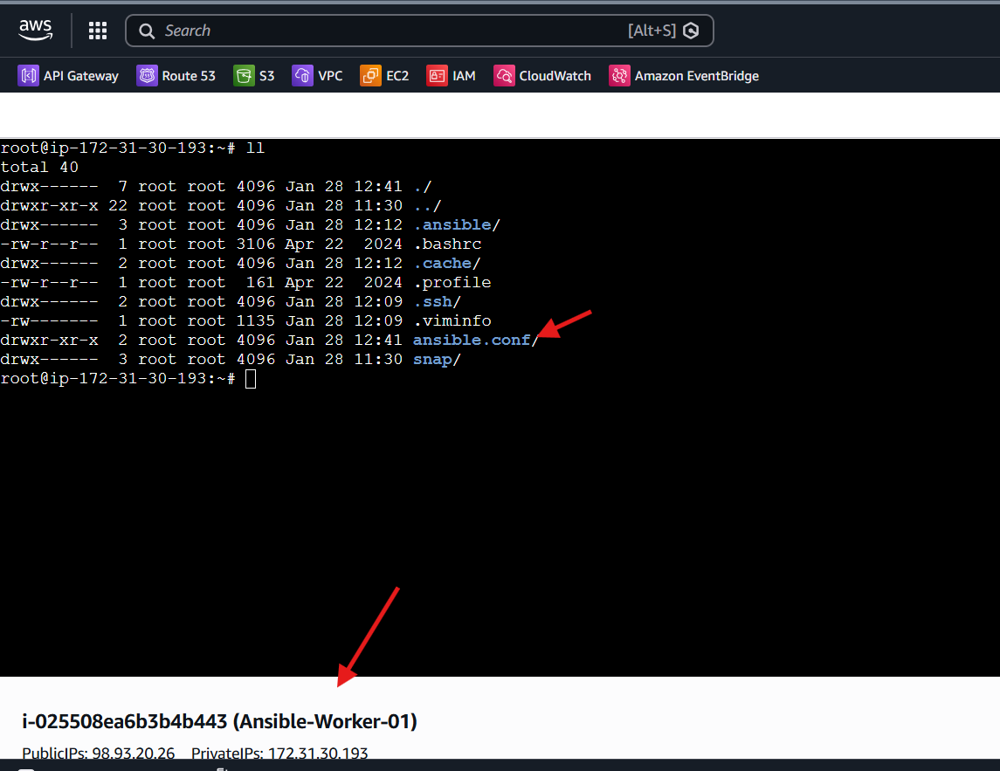 aws
Search [Alt+S]
API Gateway Route 53 S3 VPC EC2 IAM CloudWatch Amazon EventBridge
root@ip-172-31-30-193:~# ll
total 40
drwx------  7 root root 4096 Jan 28 12:41 ./
drwxr-xr-x 22 root root 4096 Jan 28 11:30 ../
drwx------  3 root root 4096 Jan 28 12:12 .ansible/
-rw-r--r--  1 root root 3106 Apr 22  2024 .bashrc
drwx------  2 root root 4096 Jan 28 12:12 .cache/
-rw-r--r--  1 root root  161 Apr 22  2024 .profile
drwx------  2 root root 4096 Jan 28 12:09 .ssh/
-rw-------  1 root root 1135 Jan 28 12:09 .viminfo
drwxr-xr-x  2 root root 4096 Jan 28 12:41 ansible.conf/
drwx------  3 root root 4096 Jan 28 11:30 snap/
root@ip-172-31-30-193:~#
i-025508ea6b3b4b443 (Ansible-Worker-01)
PublicIPs: 98.93.20.26 PrivateIPs: 172.31.30.193